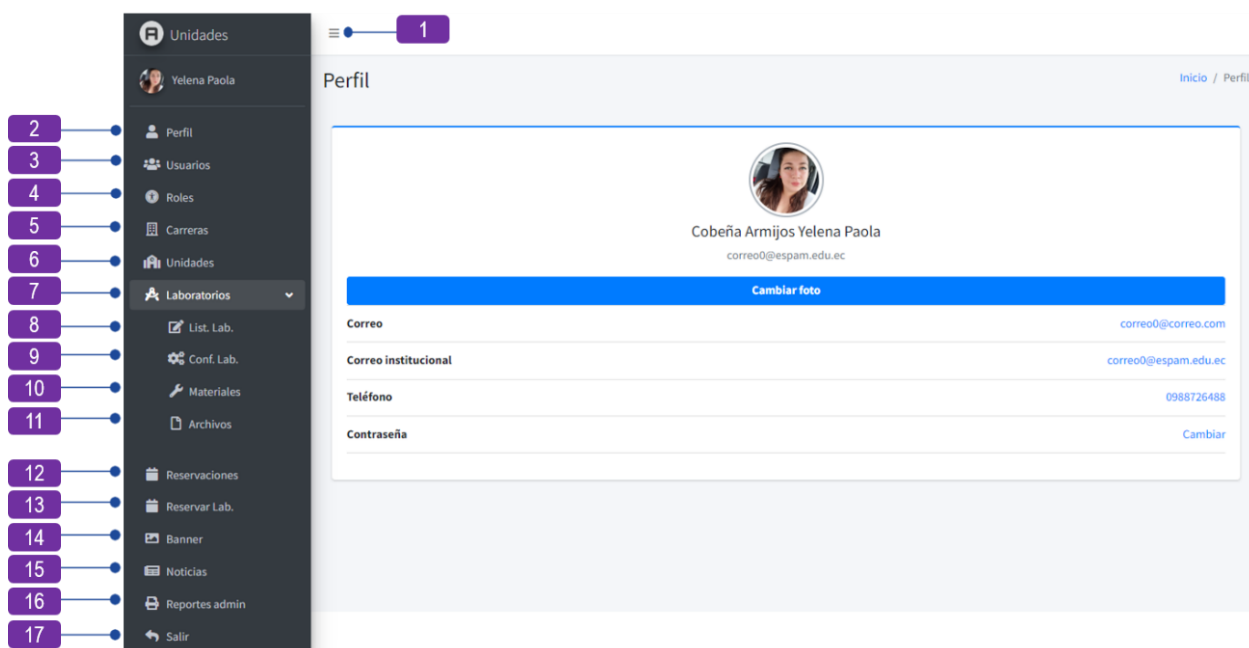 Unidades
1
Yelena Paola
Perfil
Inicio / Perfil
2 Perfil
3 Usuarios
4 Roles
5 Carreras
6 Unidades
7 Laboratorios
8 List. Lab.
9 Conf. Lab.
10 Materiales
11 Archivos
12 Reservaciones
13 Reservar Lab.
14 Banner
15 Noticias
16 Reportes admin
17 Salir
Cobeña Armijos Yelena Paola
correo0@espam.edu.ec
Cambiar foto
Correo correo0@correo.com
Correo institucional correo0@espam.edu.ec
Teléfono 0988726488
Contraseña Cambiar